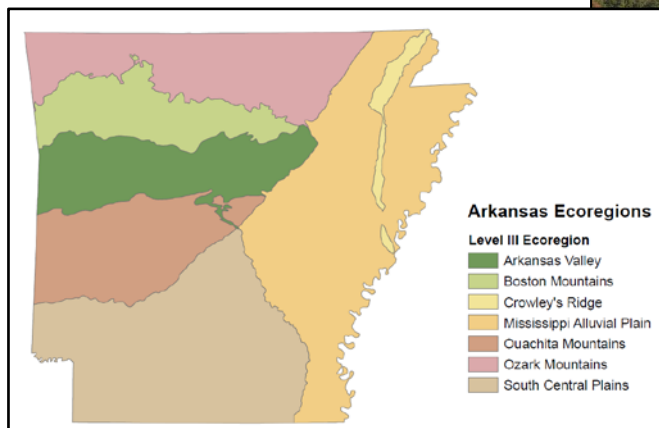 Arkansas Ecoregions
Level III Ecoregion
Arkansas Valley
Boston Mountains
Crowley's Ridge
Mississippi Alluvial Plain
Ouachita Mountains
Ozark Mountains
South Central Plains